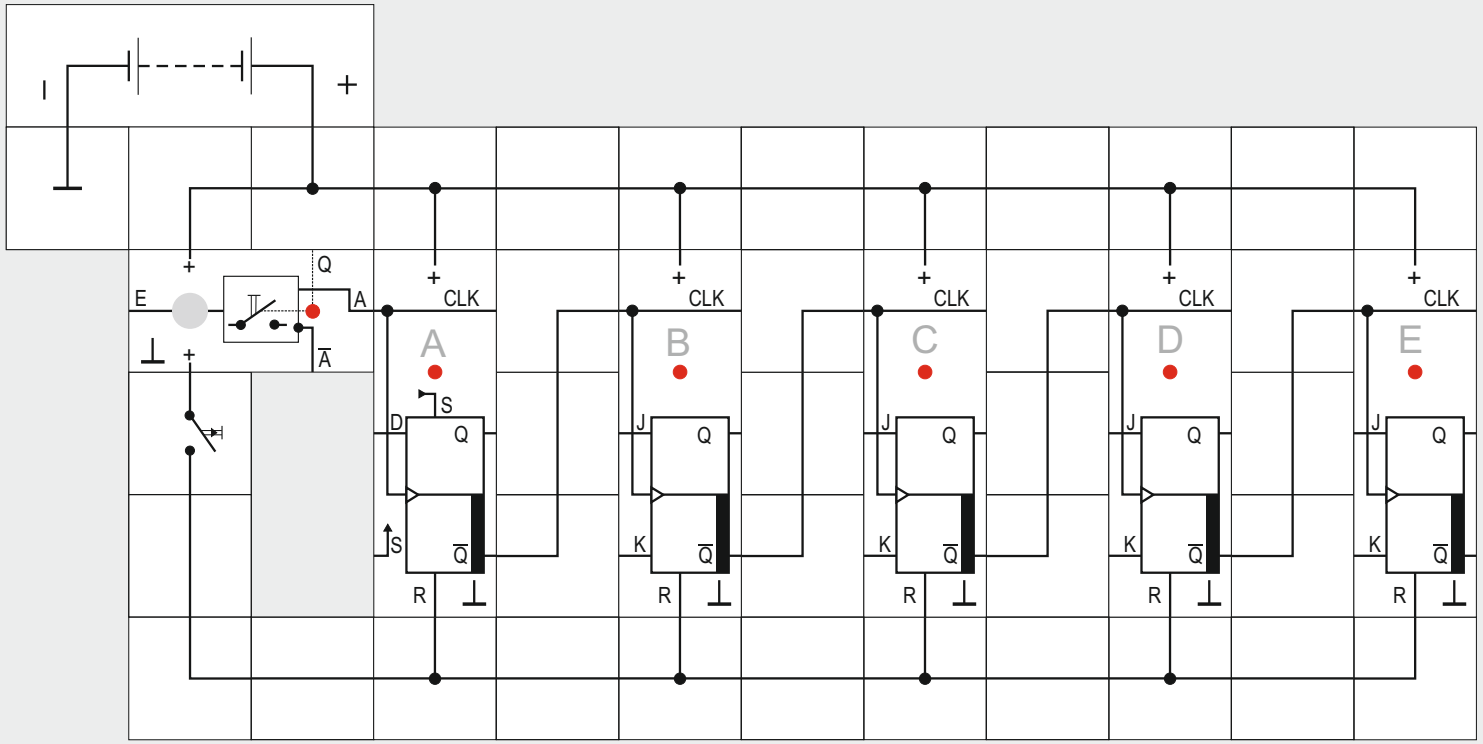 − +
+ Q + + + + +
E A CLK CLK CLK CLK CLK
+ A̅ A B C D E
S
D Q J Q J Q J Q J Q
S Q̅ K Q̅ K Q̅ K Q̅ K Q̅
R R R R R